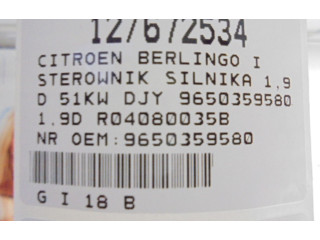 127672534
CITROEN BERLINGO I
STEROWNIK SILNIKA 1,9
D 51KW DJY 9650359580
1.9D R04080035B
NR OEM:9650359580
G I 18 B